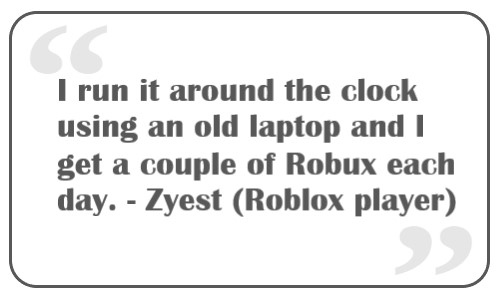 I run it around the clock
using an old laptop and I
get a couple of Robux each
day. - Zyest (Roblox player)